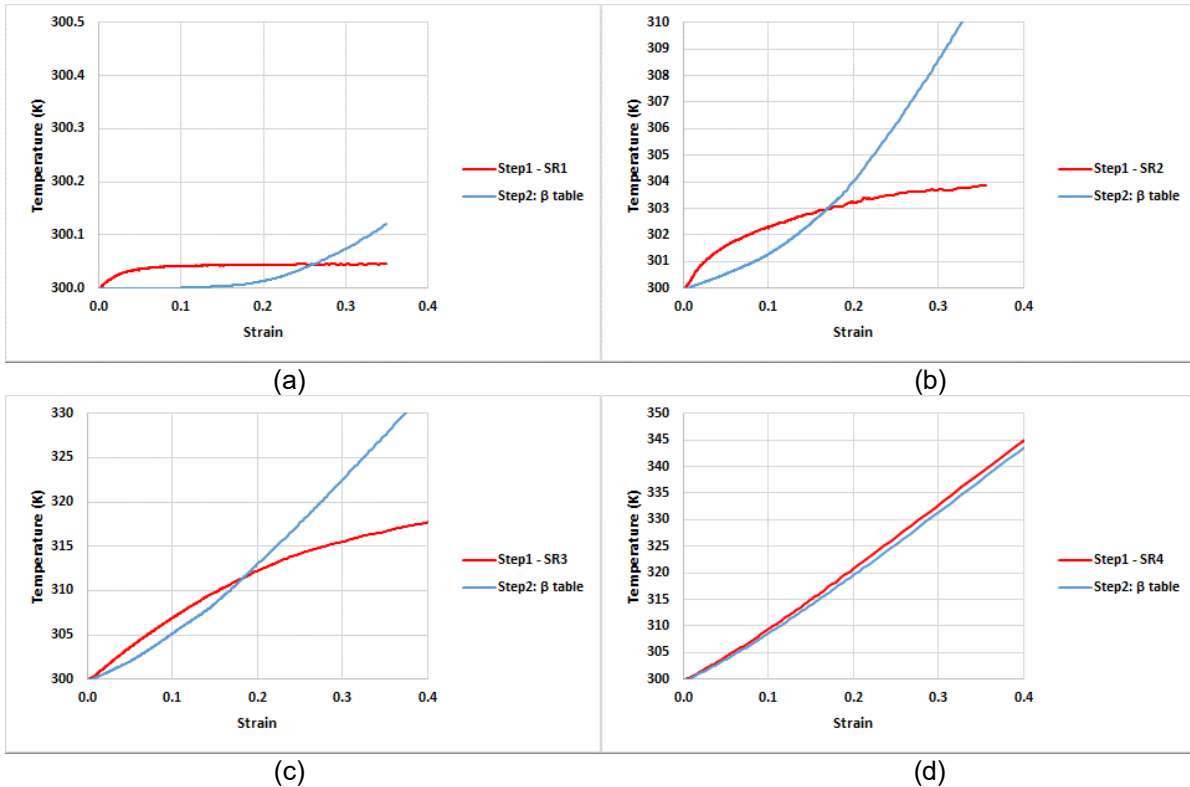 300.5
300.4
300.3
300.2
300.1
300.0
Temperature (K)
0.0 0.1 0.2 0.3 0.4
Strain
Step1 - SR1
Step2: β table
(a)
310
309
308
307
306
305
304
303
302
301
300
Temperature (K)
0.0 0.1 0.2 0.3 0.4
Strain
Step1 - SR2
Step2: β table
(b)
330
325
320
315
310
305
300
Temperature (K)
0.0 0.1 0.2 0.3 0.4
Strain
Step1 - SR3
Step2: β table
(c)
350
345
340
335
330
325
320
315
310
305
300
Temperature (K)
0.0 0.1 0.2 0.3 0.4
Strain
Step1 - SR4
Step2: β table
(d)